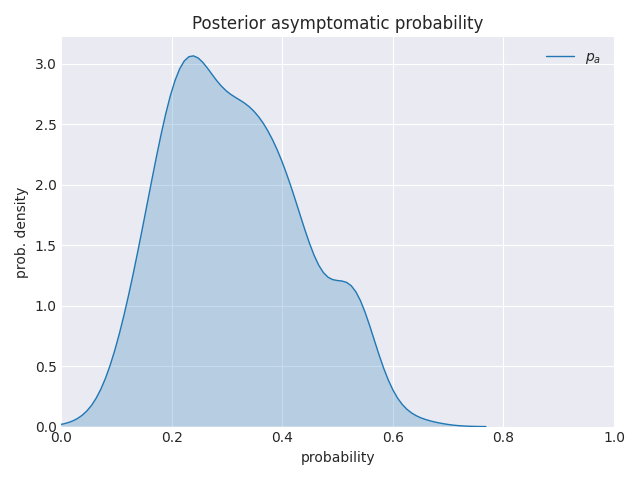 Posterior asymptomatic probability
pₐ
prob. density
3.0
2.5
2.0
1.5
1.0
0.5
0.0
0.0 0.2 0.4 0.6 0.8 1.0
probability